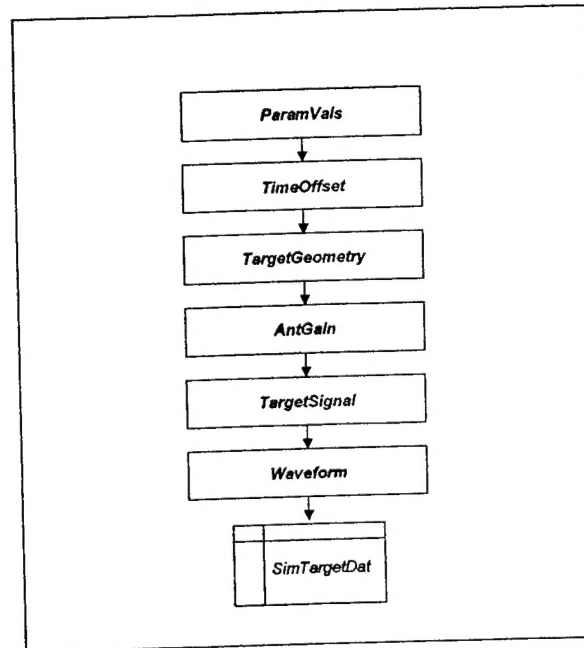 ParamVals
TimeOffset
TargetGeometry
AntGain
TargetSignal
Waveform
SimTargetDat